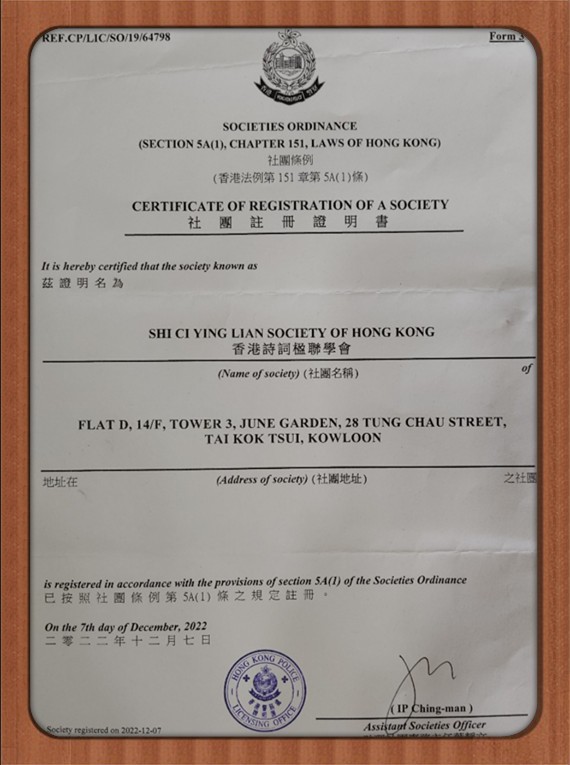 REF.CP/LIC/SO/19/64798
Form 3
SOCIETIES ORDINANCE
(SECTION 5A(1), CHAPTER 151, LAWS OF HONG KONG)
社團條例
(香港法例第 151 章第 5A(1)條)
CERTIFICATE OF REGISTRATION OF A SOCIETY
社團註冊證明書
It is hereby certified that the society known as
茲證明名為
SHI CI YING LIAN SOCIETY OF HONG KONG
香港詩詞楹聯學會
(Name of society) (社團名稱)
of
FLAT D, 14/F, TOWER 3, JUNE GARDEN, 28 TUNG CHAU STREET,
TAI KOK TSUI, KOWLOON
地址在 (Address of society) (社團地址) 之社團
is registered in accordance with the provisions of section 5A(1) of the Societies Ordinance
已按照社團條例第 5A(1) 條之規定註冊。
On the 7th day of December, 2022
二零二二年十二月七日
HONG KONG POLICE
LICENSING OFFICE
( IP Ching-man )
Assistant Societies Officer
Society registered on 2022-12-07